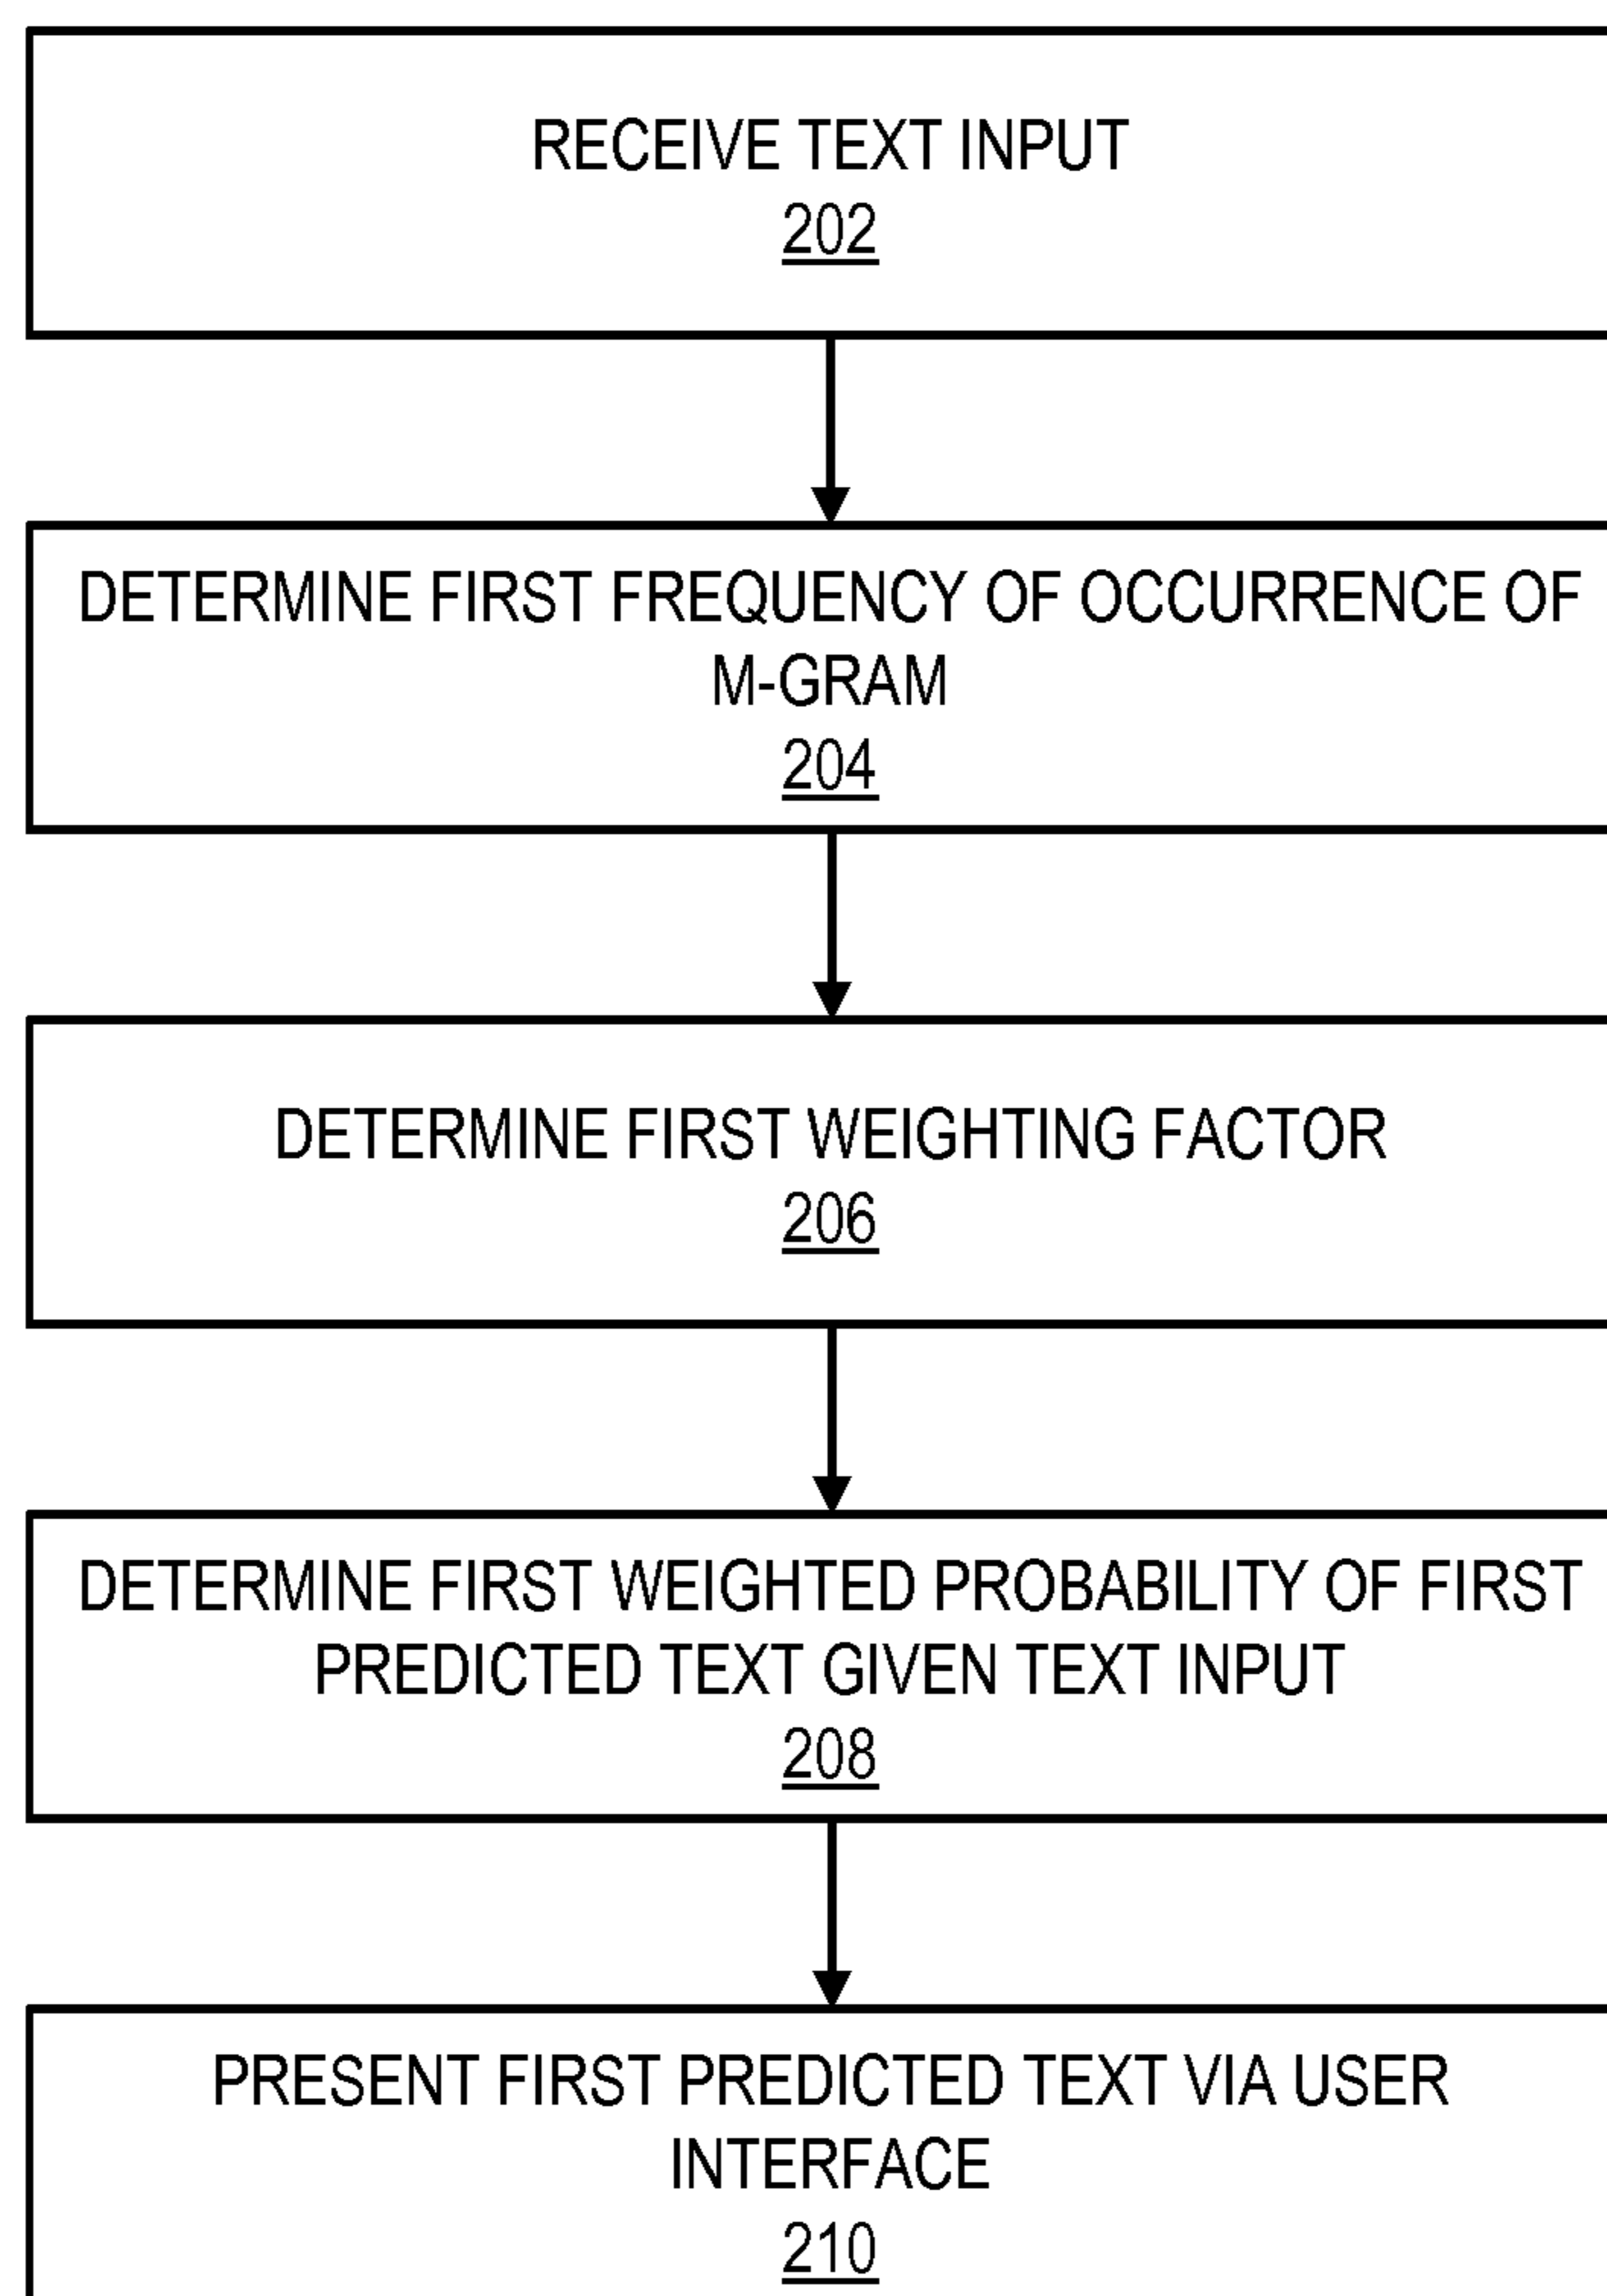 RECEIVE TEXT INPUT
202
DETERMINE FIRST FREQUENCY OF OCCURRENCE OF
M-GRAM
204
DETERMINE FIRST WEIGHTING FACTOR
206
DETERMINE FIRST WEIGHTED PROBABILITY OF FIRST
PREDICTED TEXT GIVEN TEXT INPUT
208
PRESENT FIRST PREDICTED TEXT VIA USER
INTERFACE
210